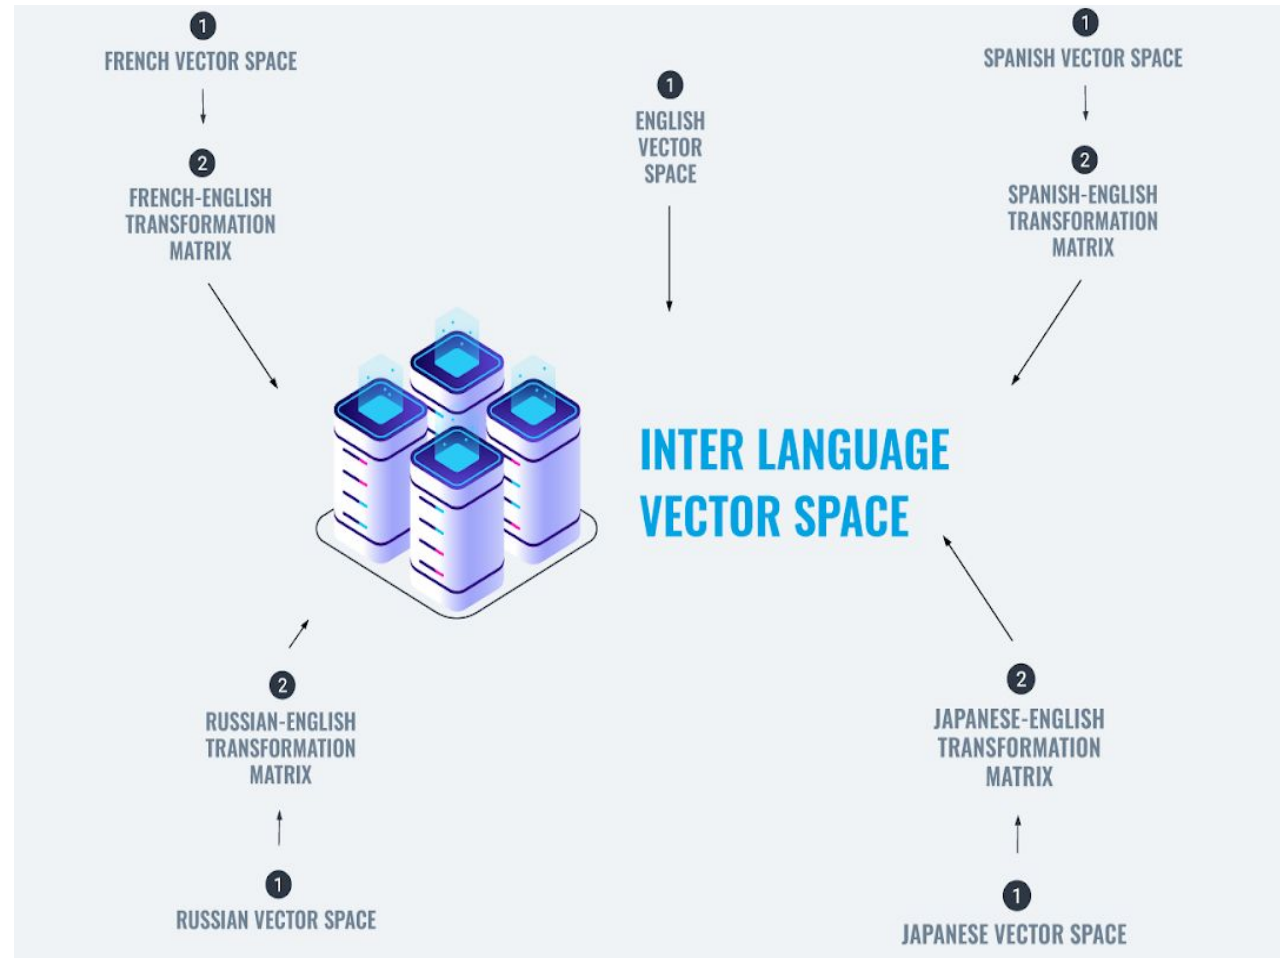 1
FRENCH VECTOR SPACE
2
FRENCH-ENGLISH
TRANSFORMATION
MATRIX
1
ENGLISH
VECTOR
SPACE
1
SPANISH VECTOR SPACE
2
SPANISH-ENGLISH
TRANSFORMATION
MATRIX
INTER LANGUAGE
VECTOR SPACE
2
RUSSIAN-ENGLISH
TRANSFORMATION
MATRIX
1
RUSSIAN VECTOR SPACE
2
JAPANESE-ENGLISH
TRANSFORMATION
MATRIX
1
JAPANESE VECTOR SPACE